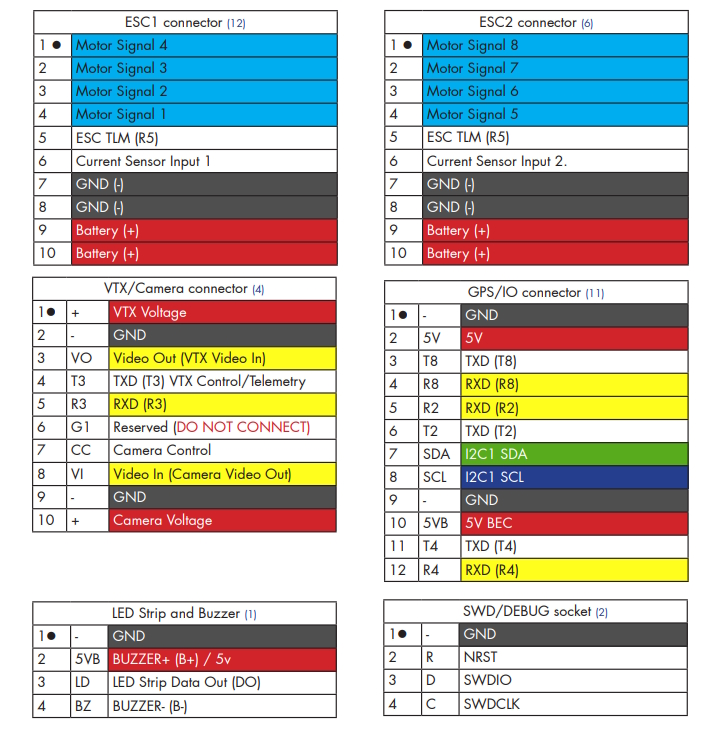 ESC1 connector (12)
1 ● Motor Signal 4
2 Motor Signal 3
3 Motor Signal 2
4 Motor Signal 1
5 ESC TLM (R5)
6 Current Sensor Input 1
7 GND (-)
8 GND (-)
9 Battery (+)
10 Battery (+)
ESC2 connector (6)
1 ● Motor Signal 8
2 Motor Signal 7
3 Motor Signal 6
4 Motor Signal 5
5 ESC TLM (R5)
6 Current Sensor Input 2.
7 GND (-)
8 GND (-)
9 Battery (+)
10 Battery (+)
VTX/Camera connector (4)
1● + VTX Voltage
2 - GND
3 VO Video Out (VTX Video In)
4 T3 TXD (T3) VTX Control/Telemetry
5 R3 RXD (R3)
6 G1 Reserved (DO NOT CONNECT)
7 CC Camera Control
8 VI Video In (Camera Video Out)
9 - GND
10 + Camera Voltage
GPS/IO connector (11)
1● - GND
2 5V 5V
3 T8 TXD (T8)
4 R8 RXD (R8)
5 R2 RXD (R2)
6 T2 TXD (T2)
7 SDA I2C1 SDA
8 SCL I2C1 SCL
9 - GND
10 5VB 5V BEC
11 T4 TXD (T4)
12 R4 RXD (R4)
LED Strip and Buzzer (1)
1● - GND
2 5VB BUZZER+ (B+) / 5v
3 LD LED Strip Data Out (DO)
4 BZ BUZZER- (B-)
SWD/DEBUG socket (2)
1● - GND
2 R NRST
3 D SWDIO
4 C SWDCLK